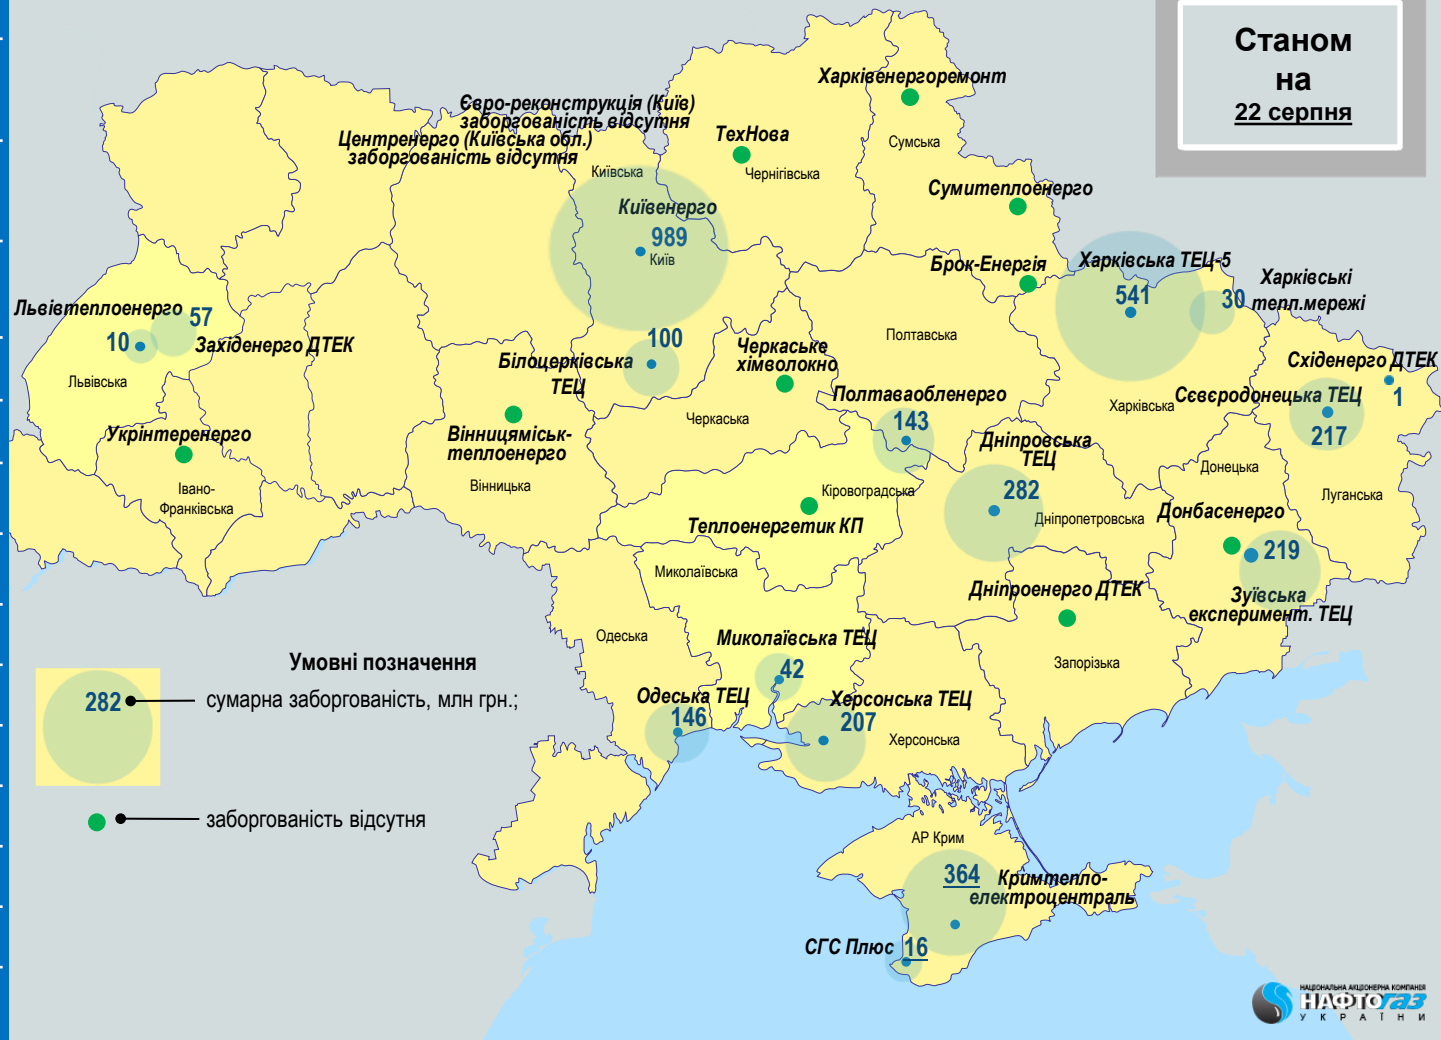 Станом
на
22 серпня
Харківенергоремонт
Євро-реконструкція (Київ)
заборгованість відсутня
Центренерго (Київська обл.)
заборгованість відсутня
ТехНова
Сумська
Київська
Чернігівська
Сумитеплоенерго
Київенерго
989
Київ
Брок-Енергія
Харківська ТЕЦ-5
541
Харківські
тепл.мережі
30
Львівтеплоенерго
57
10
Західенерго ДТЕК
Львівська
100
Білоцерківська
ТЕЦ
Черкаське
хімволокно
Полтавська
Східенерго ДТЕК
1
Полтаваобленерго
143
Сєвєродонецька ТЕЦ
217
Харківська
Черкаська
Укрінтеренерго
Івано-
Франківська
Вінницяміськ-
теплоенерго
Вінницька
Дніпровська
ТЕЦ
282
Дніпропетровська
Донецька
Луганська
Кіровоградська
Теплоенергетик КП
Донбасенерго
219
Зуївська
експеримент. ТЕЦ
Миколаївська
Дніпроенерго ДТЕК
Одеська
Миколаївська ТЕЦ
42
Запорізька
Одеська ТЕЦ
146
Херсонська ТЕЦ
207
Херсонська
Умовні позначення
282
сумарна заборгованість, млн грн.;
заборгованість відсутня
АР Крим
364
Кримтепло-
електроцентраль
СГС Плюс
16
НАЦІОНАЛЬНА АКЦІОНЕРНА КОМПАНІЯ
НАФТОГАЗ
УКРАЇНИ